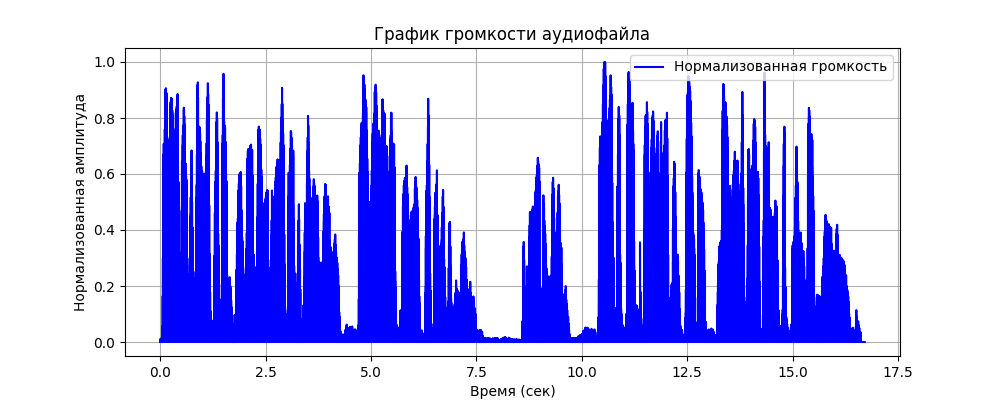 График громкости аудиофайла
Нормализованная громкость
Нормализованная амплитуда
1.0
0.8
0.6
0.4
0.2
0.0
0.0 2.5 5.0 7.5 10.0 12.5 15.0 17.5
Время (сек)